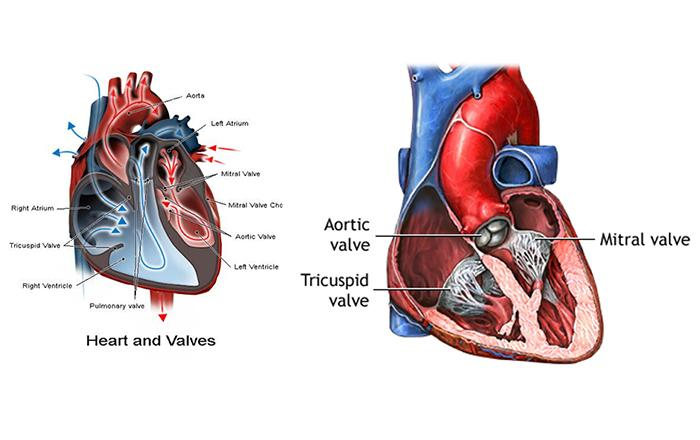 Aorta
Left Atrium
Mitral Valve
Mitral Valve Cho
Right Atrium
Aortic Valve
Tricuspid Valve
Left Ventricle
Right Ventricle
Pulmonary valve
Heart and Valves
Aortic
valve
Mitral valve
Tricuspid
valve